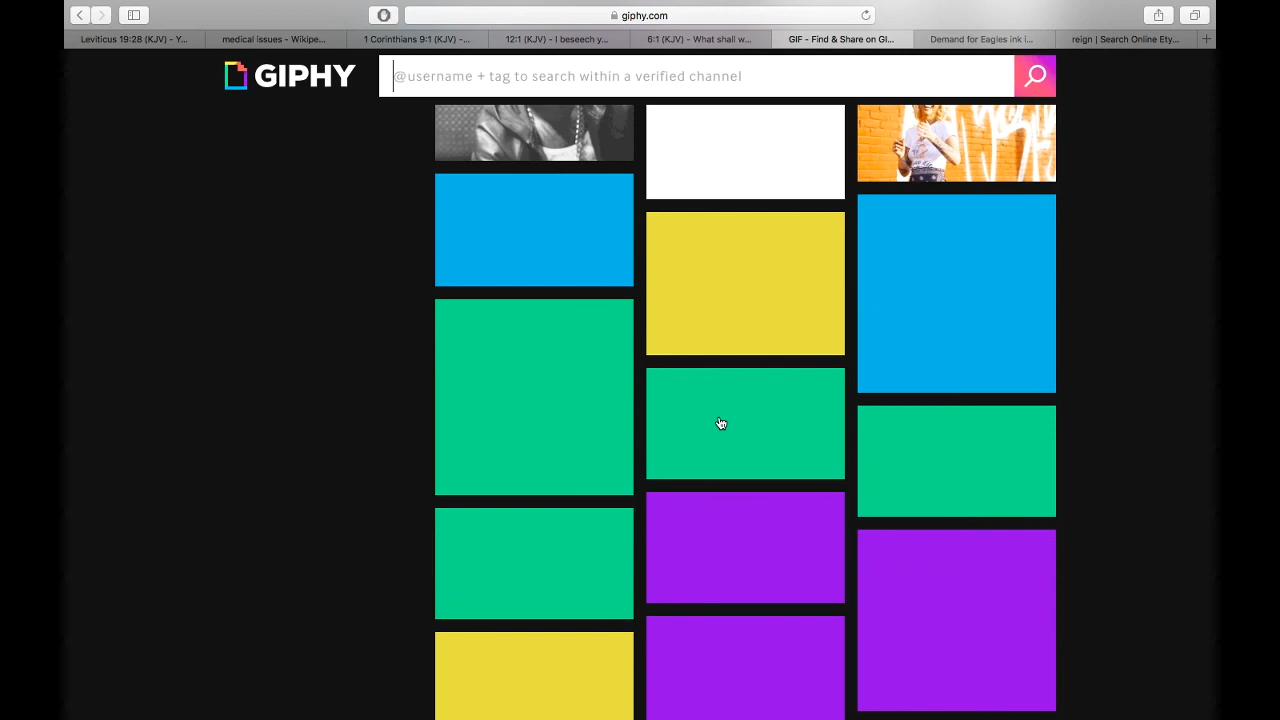 giphy.com
Leviticus 19:28 (KJV) - Y...
medical issues - Wikipe...
1 Corinthians 9:1 (KJV) -...
12:1 (KJV) - I beseech y...
6:1 (KJV) - What shall w...
GIF - Find & Share on GI...
Demand for Eagles ink i...
reign | Search Online Ety...
GIPHY
@username + tag to search within a verified channel